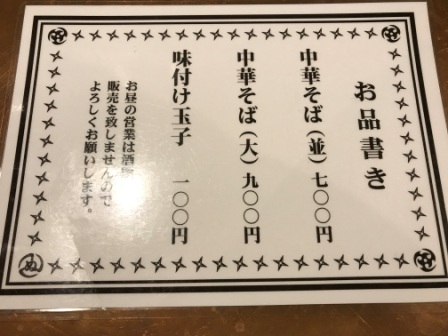 お品書き
中華そば（並）七〇〇円
中華そば（大）九〇〇円
味付け玉子 一〇〇円
お昼の営業は酒
販売を致しませんので
よろしくお願いします。
ぬ